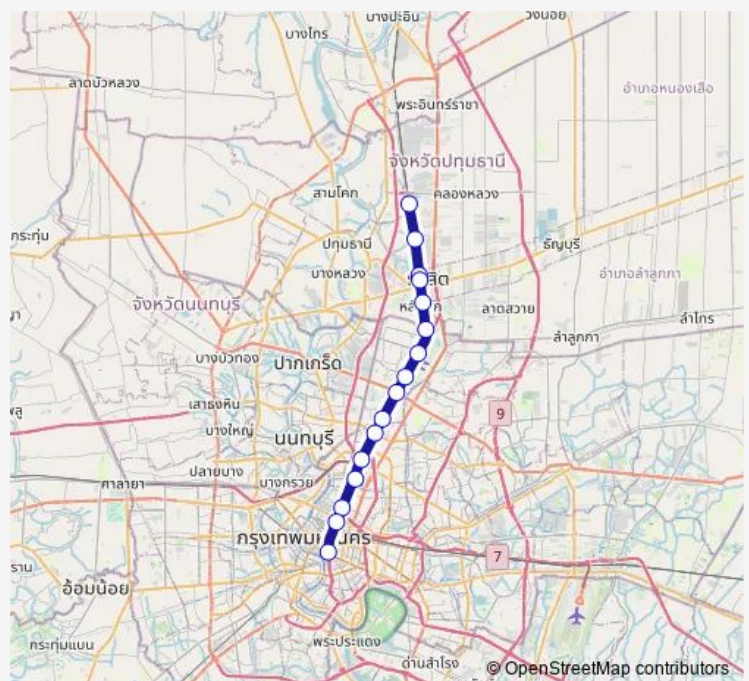 บางปะอิน
วังน้อย
บางไทร
ลาดบัวหลวง
อำเภอหนองเสือ
พระอินทร์ราชา
จังหวัดปทุมธานี
สามโคก
คลองหลวง
กระทุ่ม
ปทุมธานี
ธัญบุรี
บางหลวง
อำเภอลำลูกกา
จังหวัดนนทบุรี
ลาดสวาย
ลำไทร
ลำลูกกา
บางบัวทอง
ปากเกร็ด
เสาธงหิน
9
บางใหญ่
นนทบุรี
ปลายบาง
ศาลายา
บางกรวย
7
อ้อมน้อย
กระทุ่มแบน
พระประแดง
ด่านสำโรง
© OpenStreetMap contributors